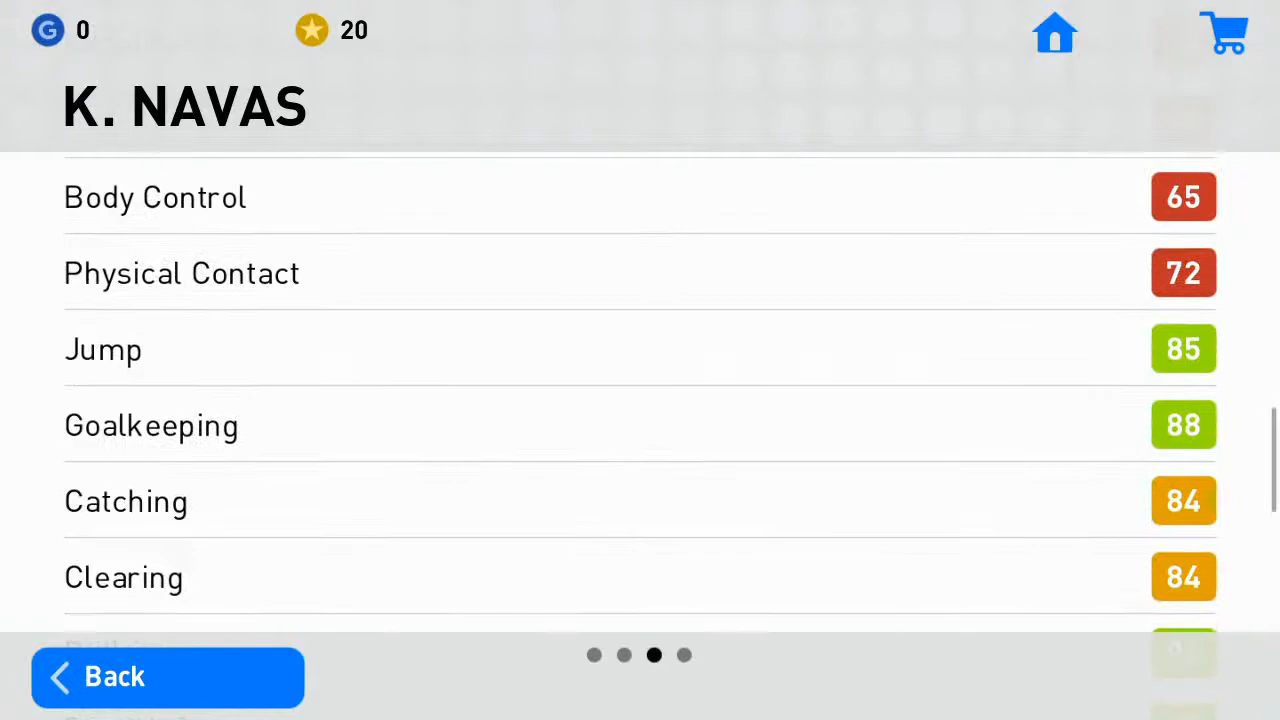 G 0 20
K. NAVAS
Body Control 65
Physical Contact 72
Jump 85
Goalkeeping 88
Catching 84
Clearing 84
Back